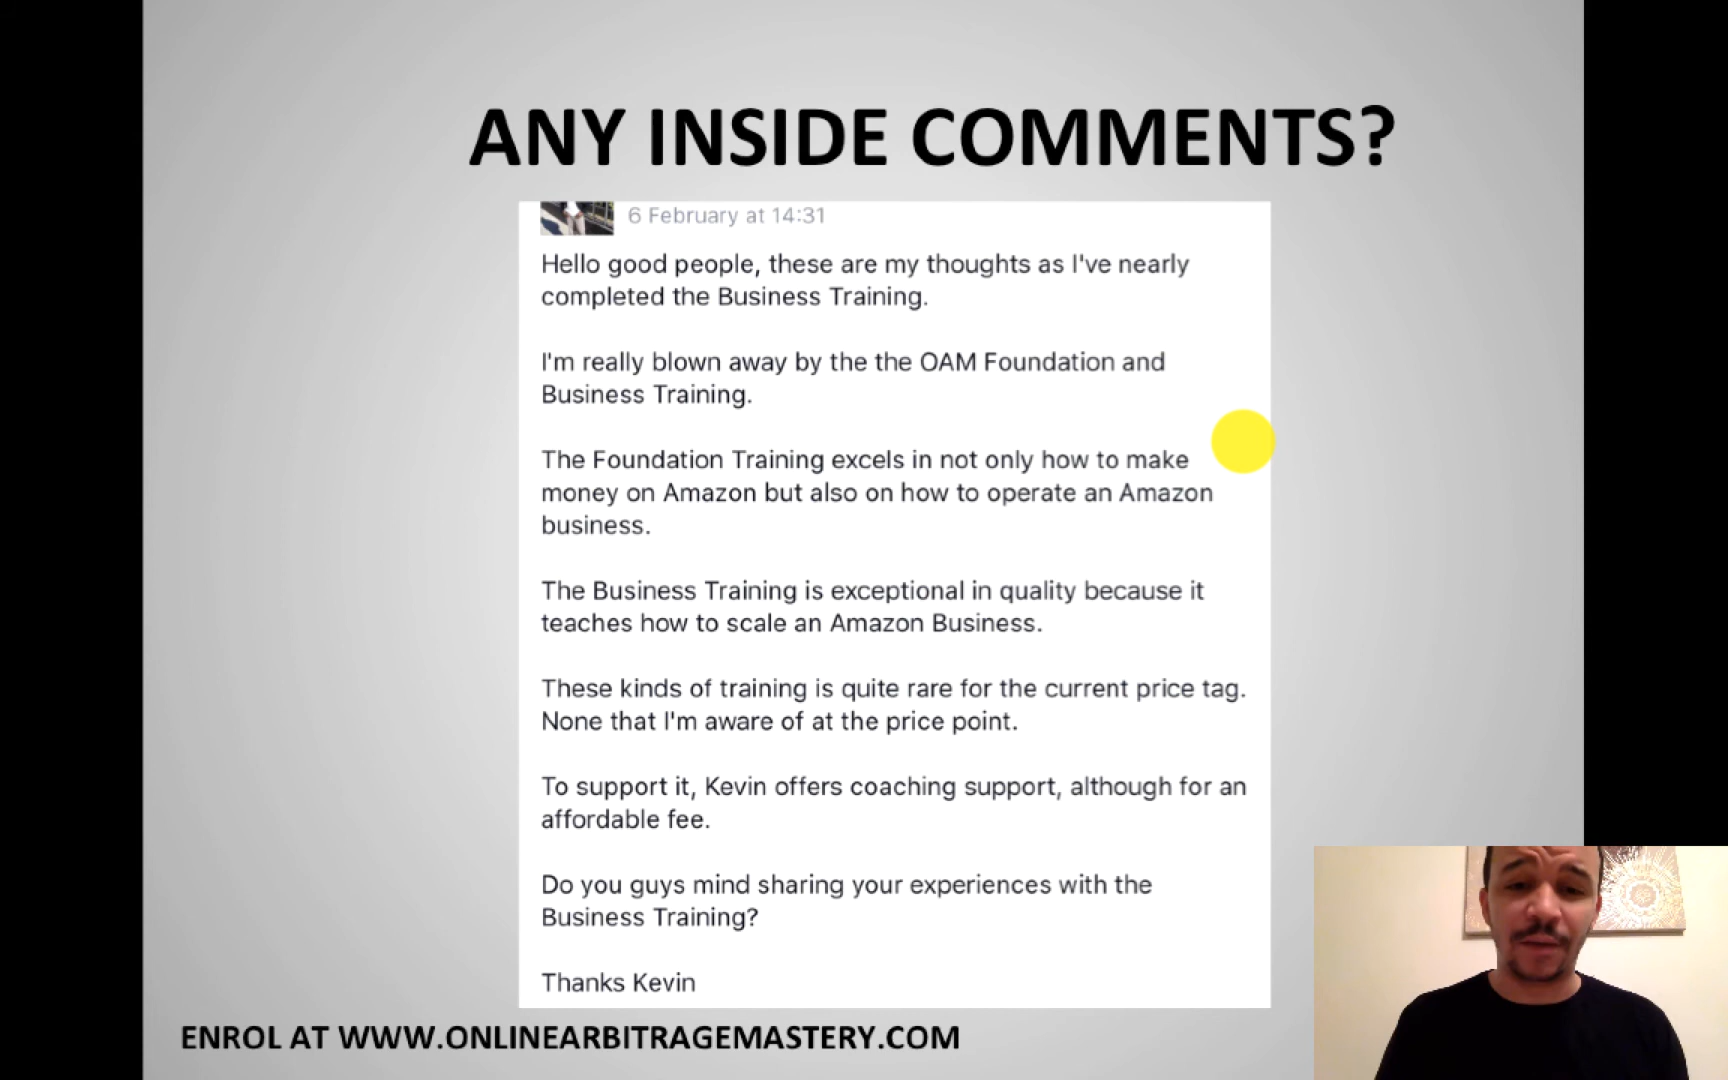 ANY INSIDE COMMENTS?
6 February at 14:31
Hello good people, these are my thoughts as I've nearly
completed the Business Training.
I'm really blown away by the the OAM Foundation and
Business Training.
The Foundation Training excels in not only how to make
money on Amazon but also on how to operate an Amazon
business.
The Business Training is exceptional in quality because it
teaches how to scale an Amazon Business.
These kinds of training is quite rare for the current price tag.
None that I'm aware of at the price point.
To support it, Kevin offers coaching support, although for an
affordable fee.
Do you guys mind sharing your experiences with the
Business Training?
Thanks Kevin
ENROL AT WWW.ONLINEARBITRAGEMASTERY.COM